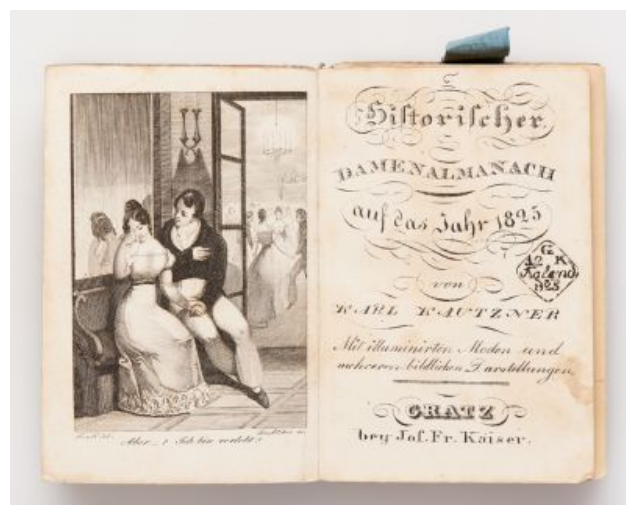 Aber – ! Ich bin verlobt!
Historischer
DAMENALMANACH
auf das Jahr 1825
von
KARL KAUTZNER
Mit illuminirten Moden und
mehreren bildlichen Darstellungen
GRATZ
bey Jos. Fr. Kaiser.
G
12 K
Kalend
1825